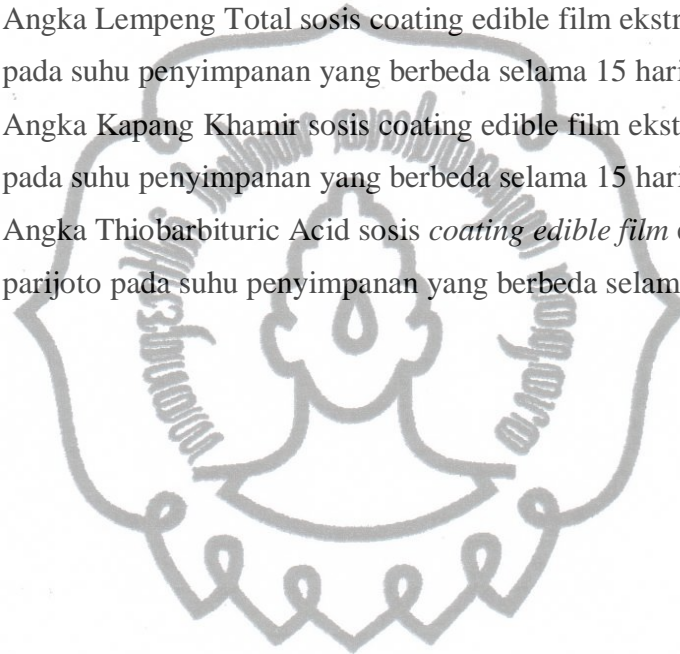 Angka Lempeng Total sosis coating edible film ekstr
pada suhu penyimpanan yang berbeda selama 15 hari
Angka Kapang Khamir sosis coating edible film ekst
pada suhu penyimpanan yang berbeda selama 15 hari
Angka Thiobarbituric Acid sosis coating edible film
parijoto pada suhu penyimpanan yang berbeda selam